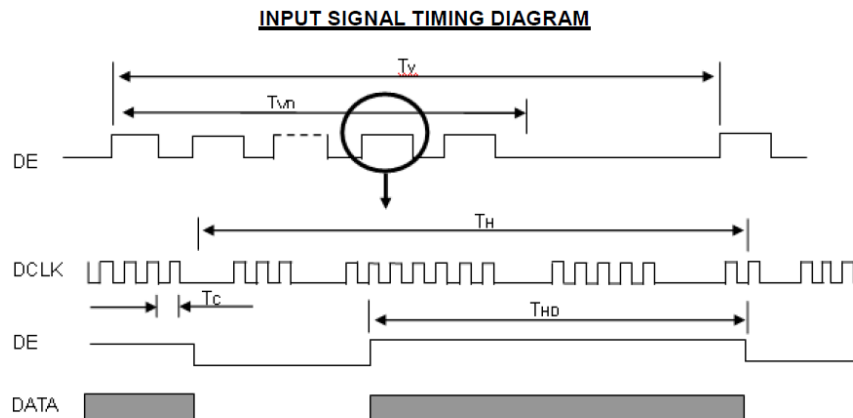 INPUT SIGNAL TIMING DIAGRAM
Tv
Tvn
DE
TH
DCLK
Tc
THD
DE
DATA